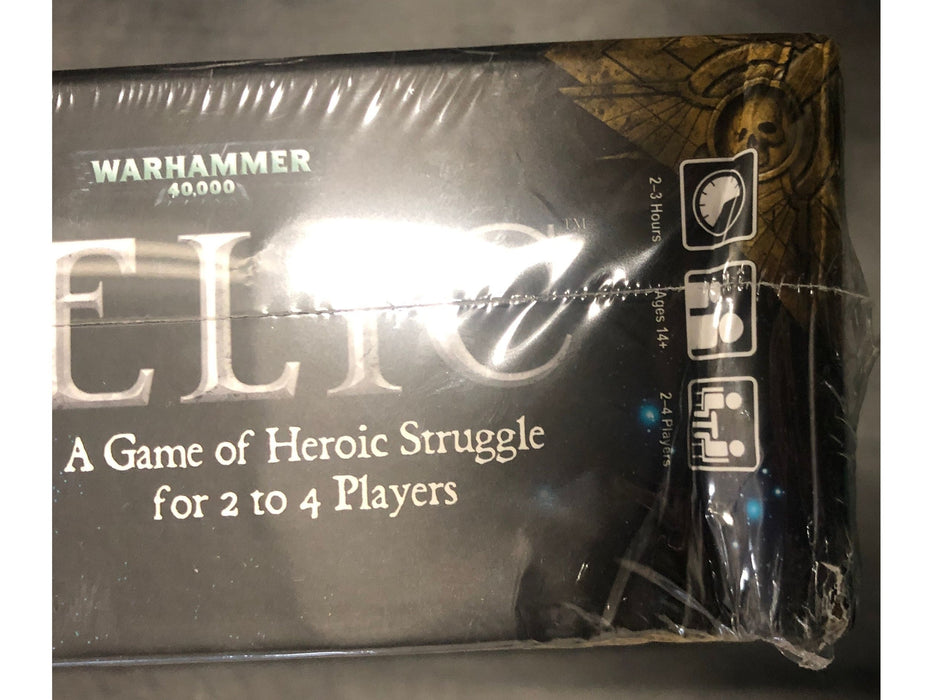 WARHAMMER
40,000
ELIC™
A Game of Heroic Struggle
for 2 to 4 Players
2–3 Hours
Ages 14+
2–4 Players